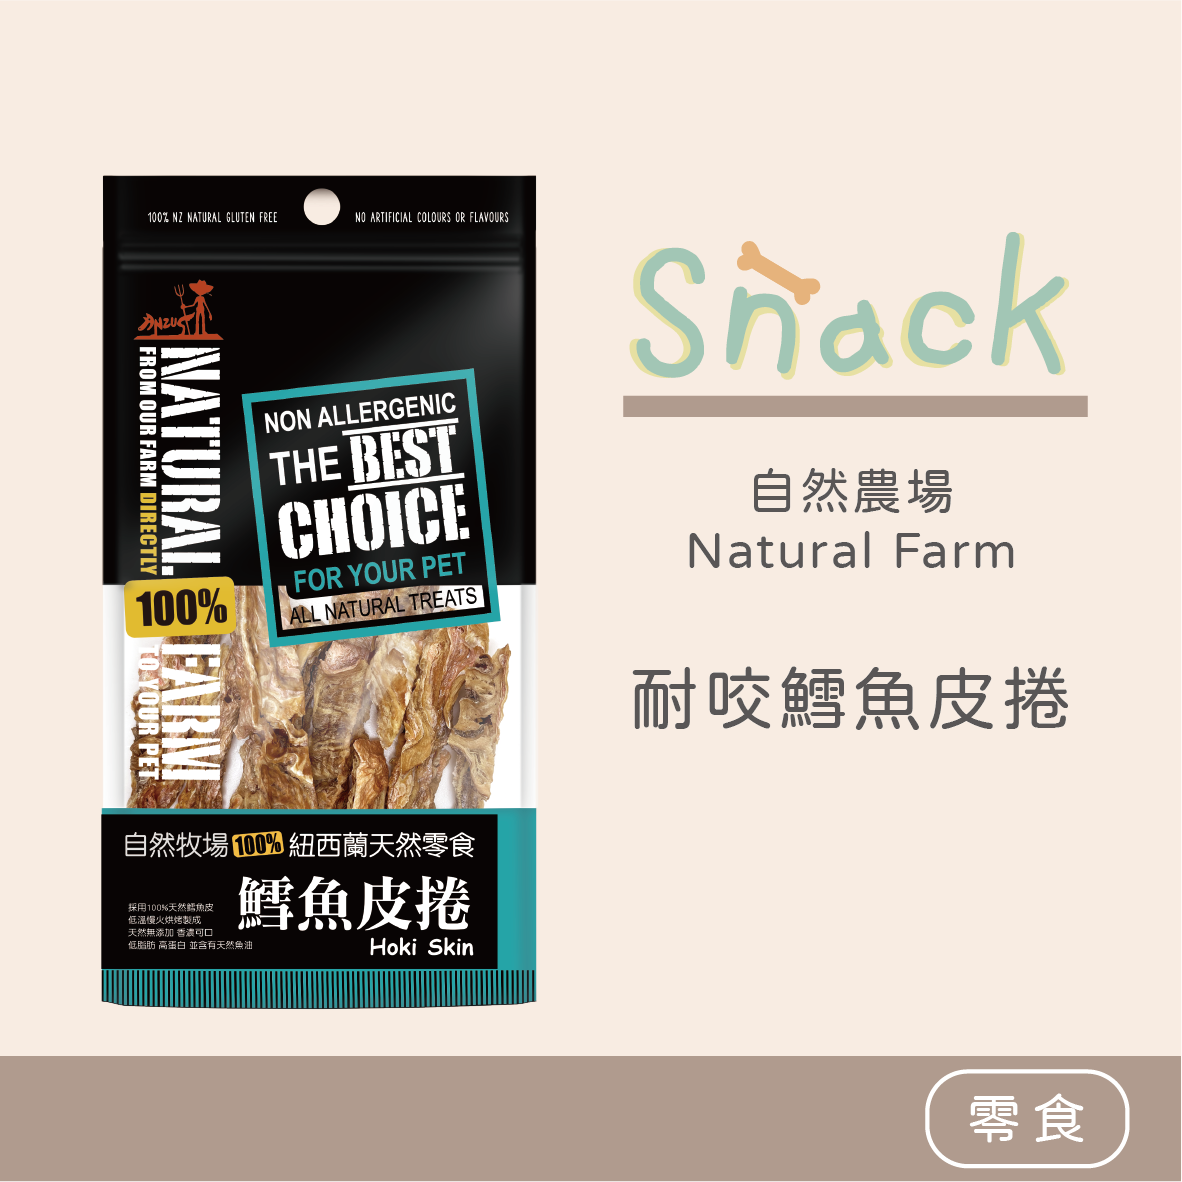 100% NZ NATURAL GLUTEN FREE
NO ARTIFICIAL COLOURS OR FLAVOURS
ANZUS
NATURAL FARM
FROM OUR FARM DIRECTLY TO YOUR PET
100%
NON ALLERGENIC
THE BEST
CHOICE
FOR YOUR PET
ALL NATURAL TREATS
自然牧場 100% 紐西蘭天然零食
鱈魚皮捲
Hoki Skin
採用100%天然鱈魚皮
低溫慢火烘烤製成
天然無添加 香濃可口
低脂肪 高蛋白 並含有天然魚油
Snack
自然農場
Natural Farm
耐咬鱈魚皮捲
零食